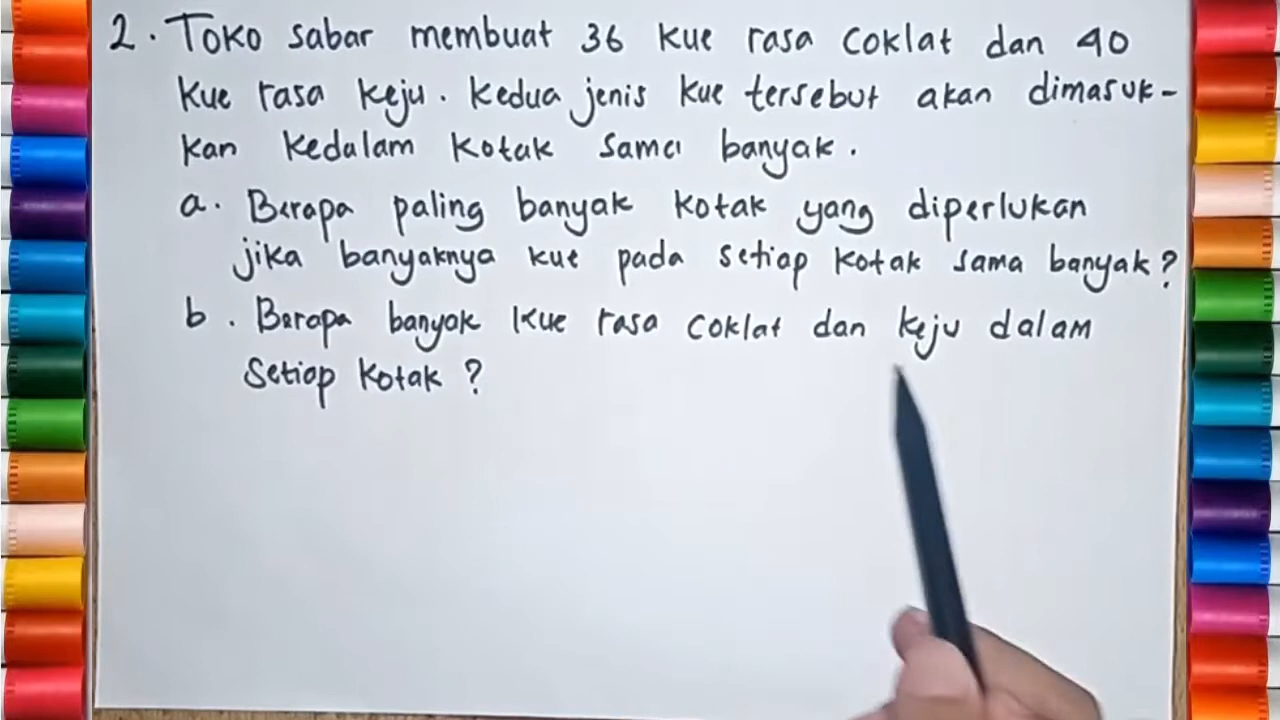 2. Toko sabar membuat 36 kue rasa coklat dan 40
kue rasa keju. kedua jenis kue tersebut akan dimasuk-
kan kedalam kotak sama banyak.
a. Berapa paling banyak kotak yang diperlukan
jika banyaknya kue pada setiap kotak sama banyak?
b. Berapa banyak kue rasa coklat dan keju dalam
setiap kotak?